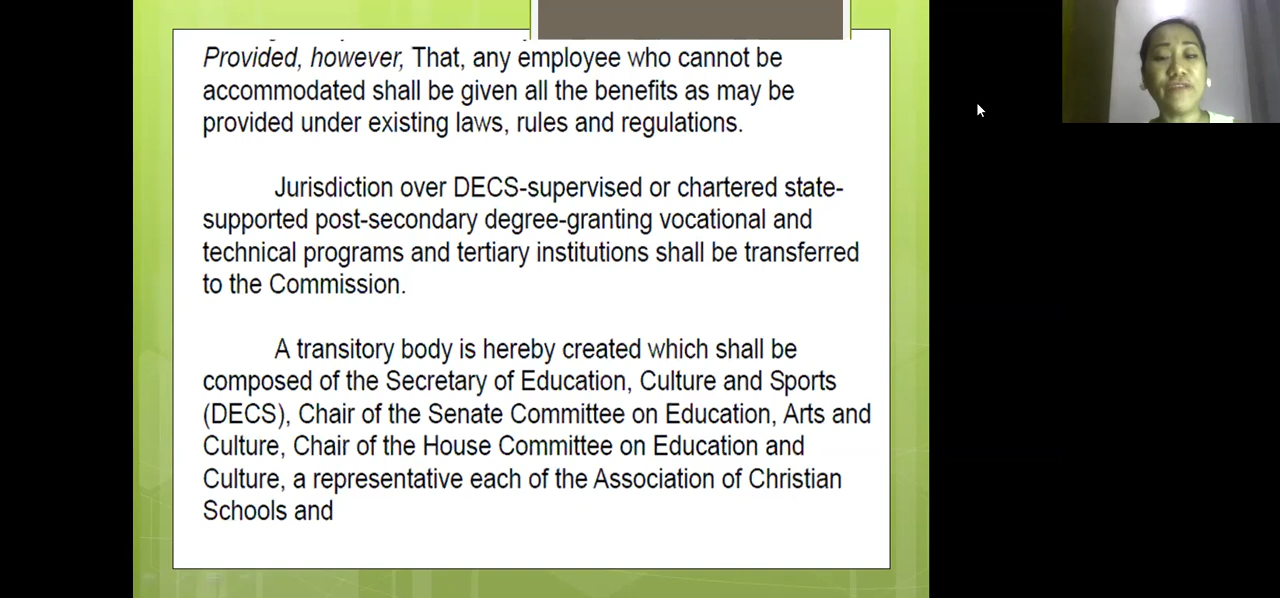 Provided, however, That, any employee who cannot be
accommodated shall be given all the benefits as may be
provided under existing laws, rules and regulations.
Jurisdiction over DECS-supervised or chartered state-
supported post-secondary degree-granting vocational and
technical programs and tertiary institutions shall be transferred
to the Commission.
A transitory body is hereby created which shall be
composed of the Secretary of Education, Culture and Sports
(DECS), Chair of the Senate Committee on Education, Arts and
Culture, Chair of the House Committee on Education and
Culture, a representative each of the Association of Christian
Schools and